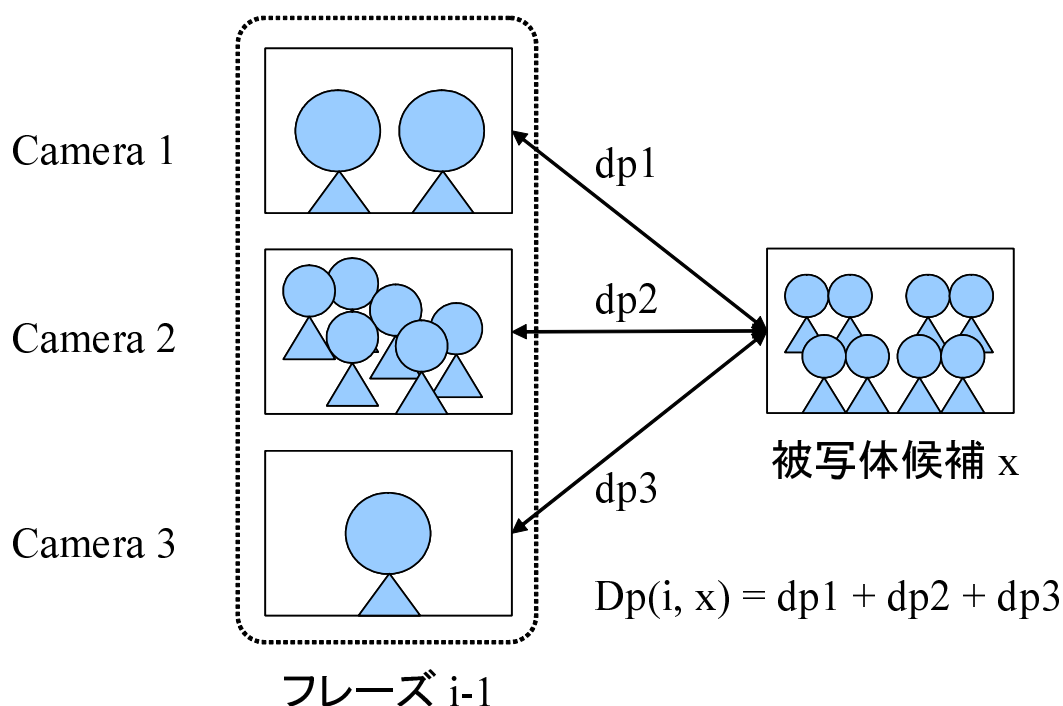 Camera 1
dp1
Camera 2
dp2
被写体候補 x
Camera 3
dp3
Dp(i, x) = dp1 + dp2 + dp3
フレーズ i-1